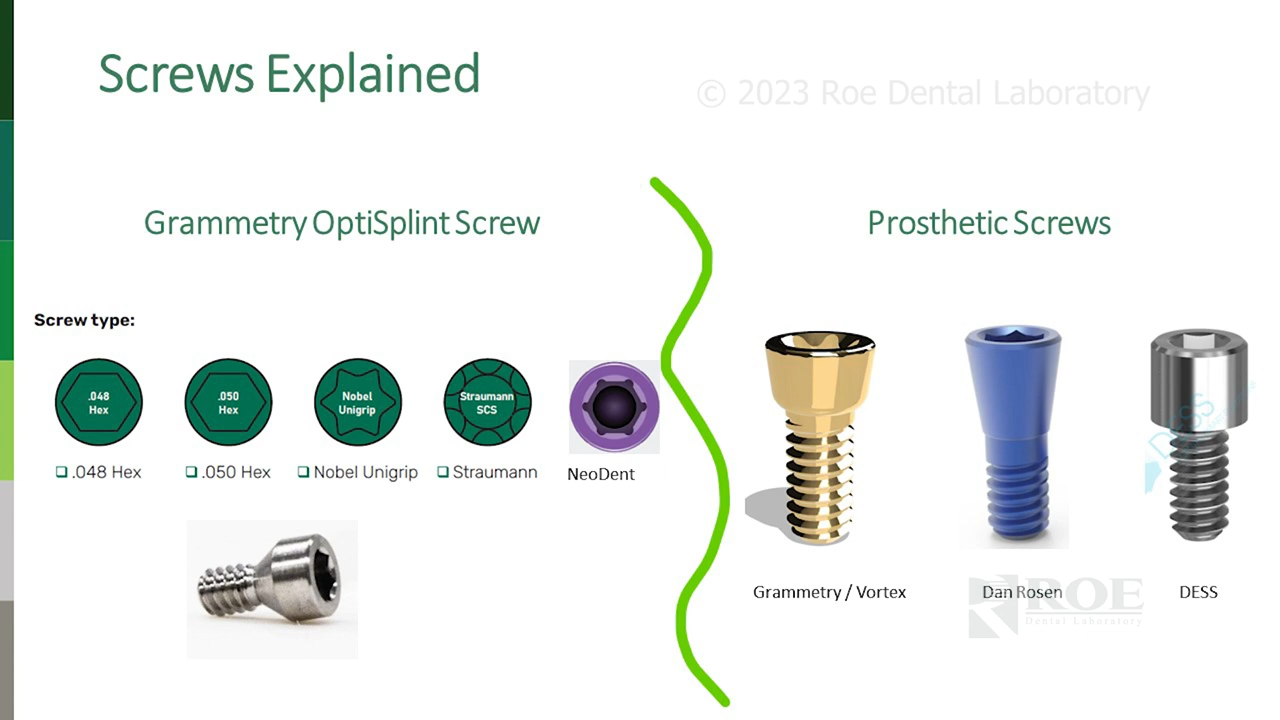 Screws Explained
© 2023 Roe Dental Laboratory
Grammetry OptiSplint Screw
Screw type:
.048
Hex
.050
Hex
Nobel
Unigrip
Straumann
SCS
.048 Hex
.050 Hex
Nobel Unigrip
Straumann
NeoDent
Prosthetic Screws
DESS
Grammetry / Vortex
Dan Rosen
DESS
ROE
Dental Laboratory